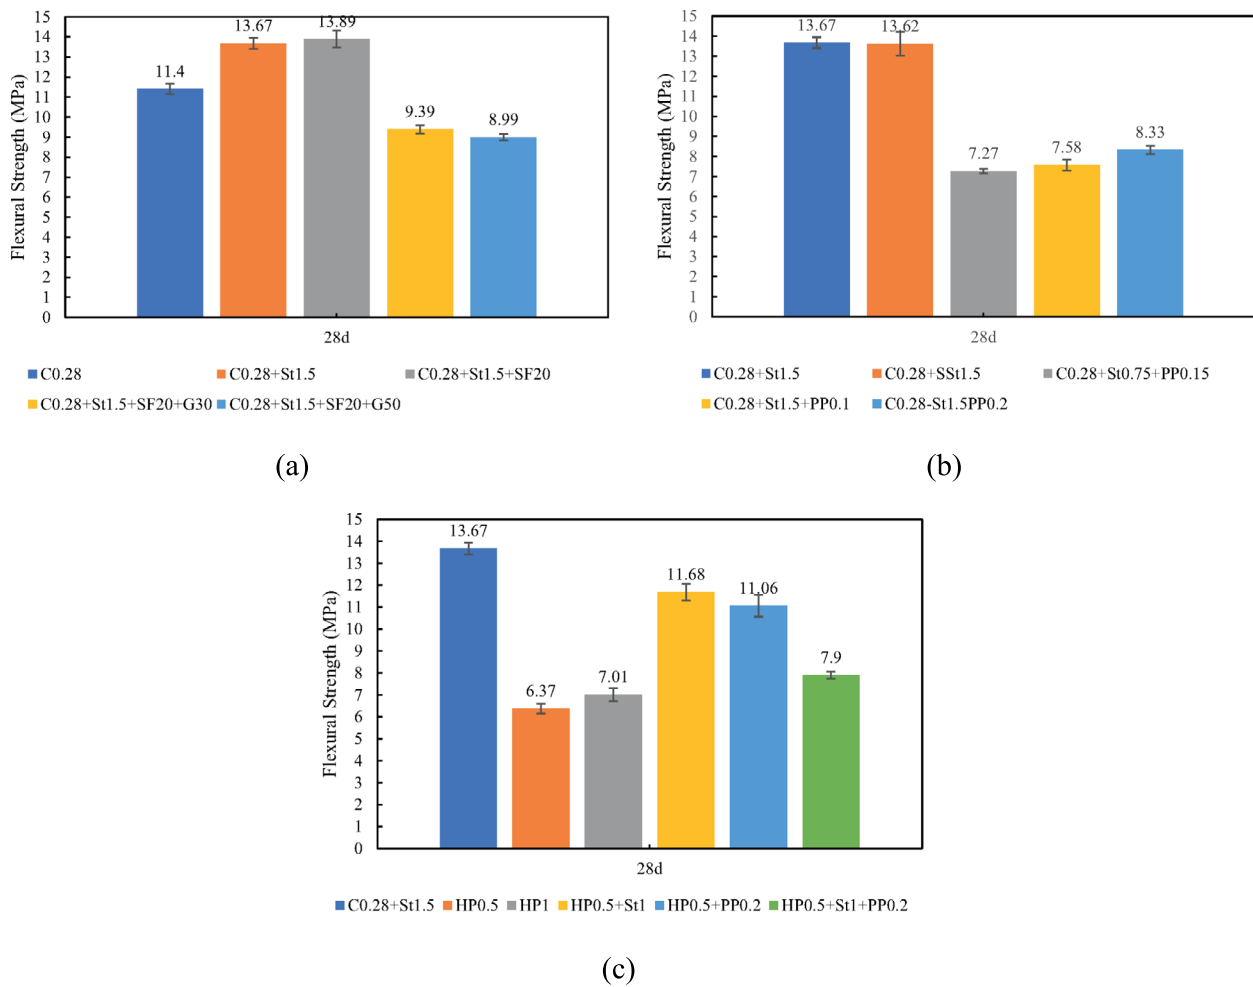 Flexural Strength (MPa)
15
14
13
12
11
10
9
8
7
6
5
4
3
2
1
0
11.4
13.67
13.89
9.39
8.99
28d
C0.28
C0.28+St1.5
C0.28+St1.5+SF20
C0.28+St1.5+SF20+G30
C0.28+St1.5+SF20+G50
(a)
Flexural Strength (MPa)
15
14
13
12
11
10
9
8
7
6
5
4
3
2
1
0
13.67
13.62
7.27
7.58
8.33
28d
C0.28+St1.5
C0.28+SSt1.5
C0.28+St0.75+PP0.15
C0.28+St1.5+PP0.1
C0.28-St1.5PP0.2
(b)
Flexural Strength (MPa)
15
14
13
12
11
10
9
8
7
6
5
4
3
2
1
0
13.67
6.37
7.01
11.68
11.06
7.9
28d
C0.28+St1.5
HP0.5
HP1
HP0.5+St1
HP0.5+PP0.2
HP0.5+St1+PP0.2
(c)